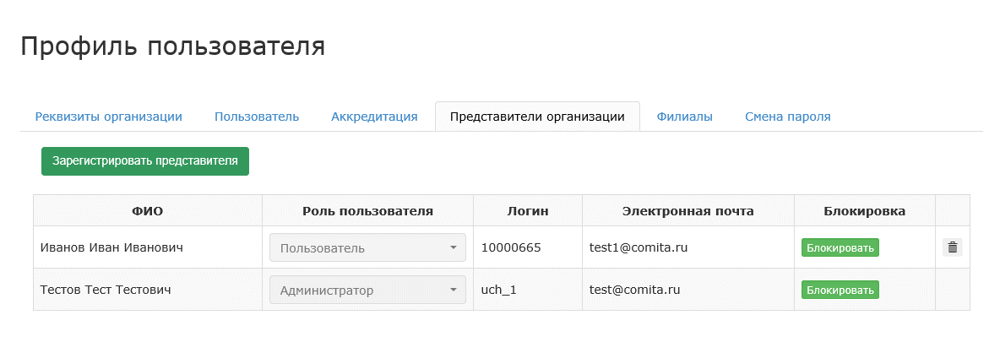 Профиль пользователя
Реквизиты организации Пользователь Аккредитация Представители организации Филиалы Смена пароля
Зарегистрировать представителя
ФИО Роль пользователя Логин Электронная почта Блокировка
Иванов Иван Иванович Пользователь 10000665 test1@comita.ru Блокировать
Тестов Тест Тестович Администратор uch_1 test@comita.ru Блокировать